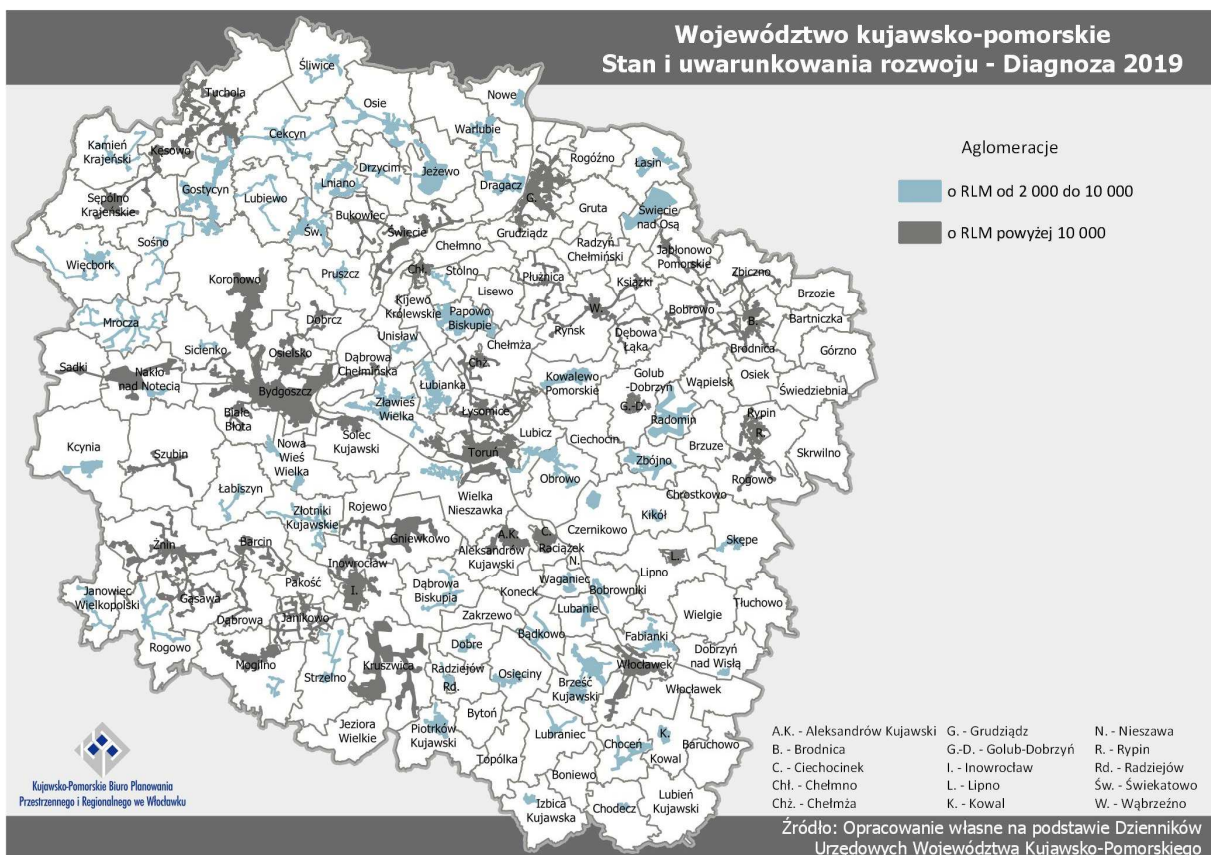 Województwo kujawsko-pomorskie
Stan i uwarunkowania rozwoju - Diagnoza 2019
Aglomeracje
o RLM od 2 000 do 10 000
o RLM powyżej 10 000
Śliwice
Tuchola
Nowe
Osie
Cekcyn
Warlubie
Kamień
Krajeński
Kęsowo
Rogóźno
Łasin
Drzycim
Jeżewo
Gostycyn
Lubiewo
Lniano
Dragacz
G.
Sępólno
Krajeńskie
Bukowiec
Gruta
Świecie
nad Osą
Św.
Świecie
Grudziądz
Sośno
Chełmno
Radzyń
Chełmiński
Jabłonowo
Pomorskie
Więcbork
Koronowo
Pruszcz
Chł.
Stolno
Płużnica
Zbiczno
Książki
Lisewo
Brzozie
Kijewo
Królewskie
Papowo
Biskupie
W.
Bobrowo
Bartniczka
Mrocza
Dobrcz
Ryńsk
B.
Unisław
Dębowa
Łąka
Sicienko
Osielsko
Chełmża
Brodnica
Górzno
Dąbrowa
Chełmińska
Chż.
Sadki
Nakło
nad Notecią
Golub
-Dobrzyń
Wąpielsk
Osiek
Kowalewo
Pomorskie
Świedziebnia
Bydgoszcz
Łubianka
Zławieś
Wielka
Łysomice
G.-D.
Radomin
Rypin
Białe
Błota
Solec
Kujawski
R.
Lubicz
Ciechocin
Kcynia
Nowa
Wieś
Wielka
Toruń
Brzuze
Skrwilno
Szubin
Zbójno
Obrowo
Rogowo
Łabiszyn
Wielka
Nieszawka
Chrostkowo
Złotniki
Kujawskie
Rojewo
Kikół
Czernikowo
Gniewkowo
A.K.
C.
Skępe
Żnin
Barcin
Aleksandrów
Kujawski
Raciążek
L.
Inowrocław
N.
Lipno
Pakość
Dąbrowa
Biskupia
Waganiec
I.
Koneck
Bobrowniki
Janowiec
Wielkopolski
Gąsawa
Lubanie
Tłuchowo
Dąbrowa
Janikowo
Zakrzewo
Wielgie
Bądkowo
Fabianki
Rogowo
Dobre
Dobrzyń
nad Wisłą
Mogilno
Kruszwica
Radziejów
Włocławek
Strzelno
Rd.
Osięciny
Brześć
Kujawski
Włocławek
Bytoń
Jeziora
Wielkie
Piotrków
Kujawski
Lubraniec
K.
Choceń
Baruchowo
Topólka
Kowal
Boniewo
Izbica
Kujawska
Chodecz
Lubień
Kujawski
Kujawsko-Pomorskie Biuro Planowania
Przestrzennego i Regionalnego we Włocławku
A.K. - Aleksandrów Kujawski
B. - Brodnica
C. - Ciechocinek
Chł. - Chełmno
Chż. - Chełmża
G. - Grudziądz
G.-D. - Golub-Dobrzyń
I. - Inowrocław
L. - Lipno
K. - Kowal
N. - Nieszawa
R. - Rypin
Rd. - Radziejów
Św. - Świekatowo
W. - Wąbrzeźno
Źródło: Opracowanie własne na podstawie Dzienników
Urzędowych Województwa Kujawsko-Pomorskiego